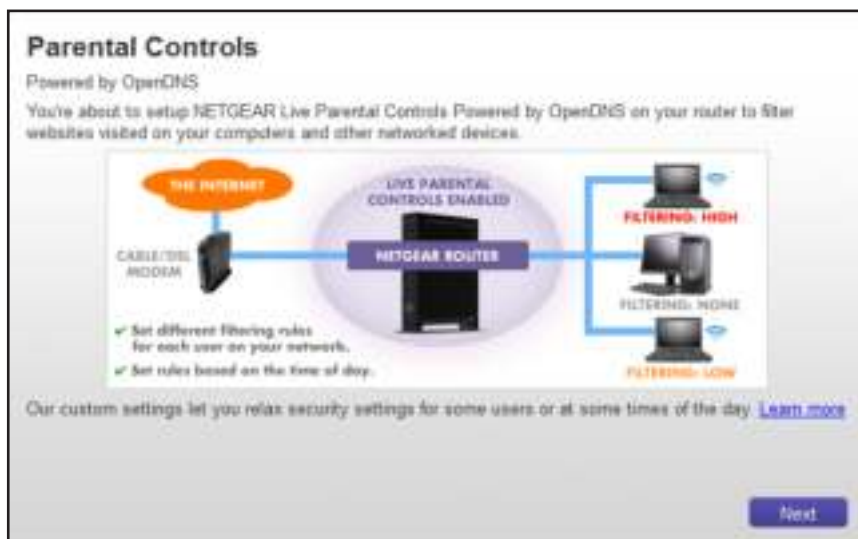 Parental Controls
Powered by OpenDNS
You're about to setup NETGEAR Live Parental Controls Powered by OpenDNS on your router to filter
websites visited on your computers and other networked devices.
THE INTERNET
LIVE PARENTAL
CONTROLS ENABLED
FILTERING: HIGH
CABLE/DSL
MODEM
NETGEAR ROUTER
FILTERING: NONE
Set different filtering rules
for each user on your network.
Set rules based on the time of day.
FILTERING: LOW
Our custom settings let you relax security settings for some users or at some times of the day. Learn more
Next